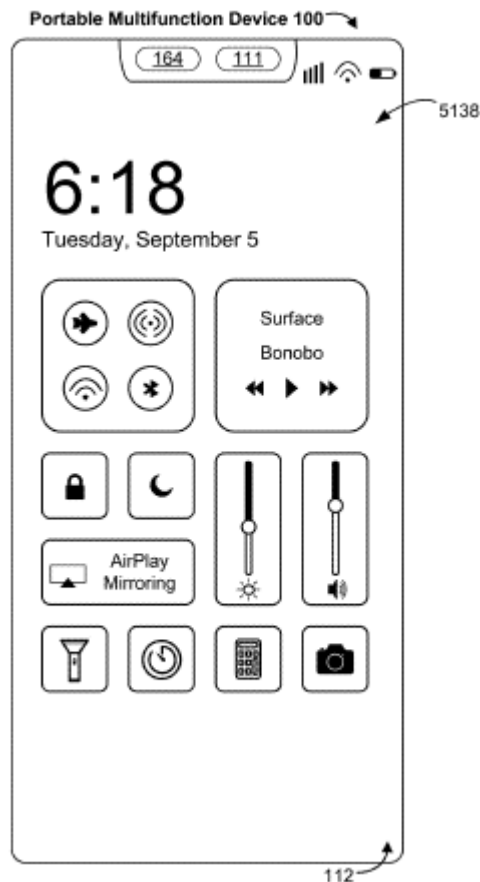 Portable Multifunction Device 100
164 111
5138
6:18
Tuesday, September 5
Surface
Bonobo
AirPlay
Mirroring
112